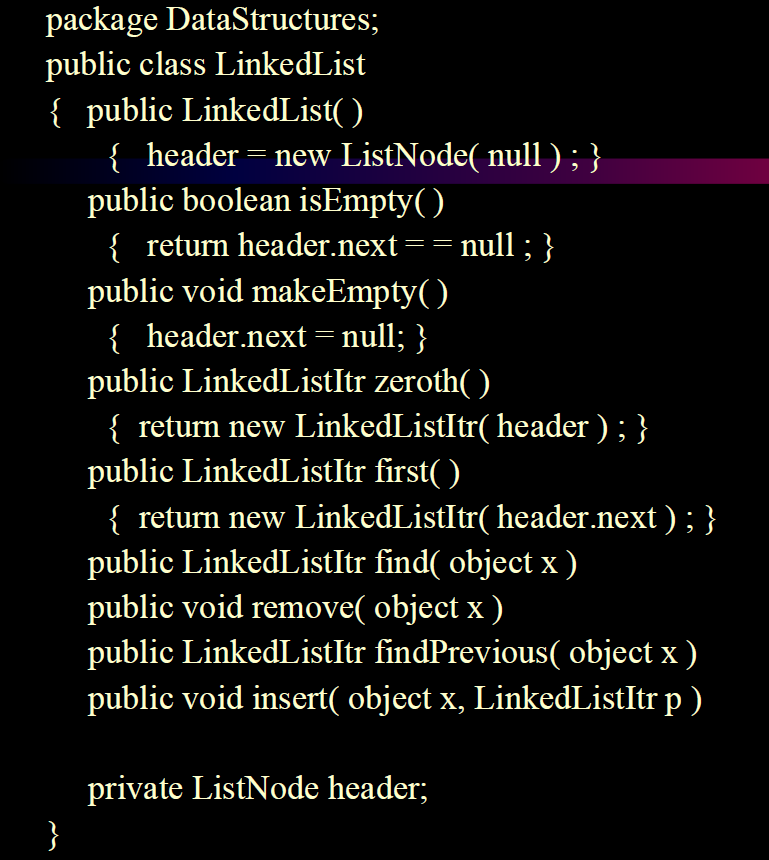 package DataStructures;
public class LinkedList
{ public LinkedList( )
{ header = new ListNode( null ) ; }
public boolean isEmpty( )
{ return header.next = = null ; }
public void makeEmpty( )
{ header.next = null; }
public LinkedListItr zeroth( )
{ return new LinkedListItr( header ) ; }
public LinkedListItr first( )
{ return new LinkedListItr( header.next ) ; }
public LinkedListItr find( object x )
public void remove( object x )
public LinkedListItr findPrevious( object x )
public void insert( object x, LinkedListItr p )
private ListNode header;
}